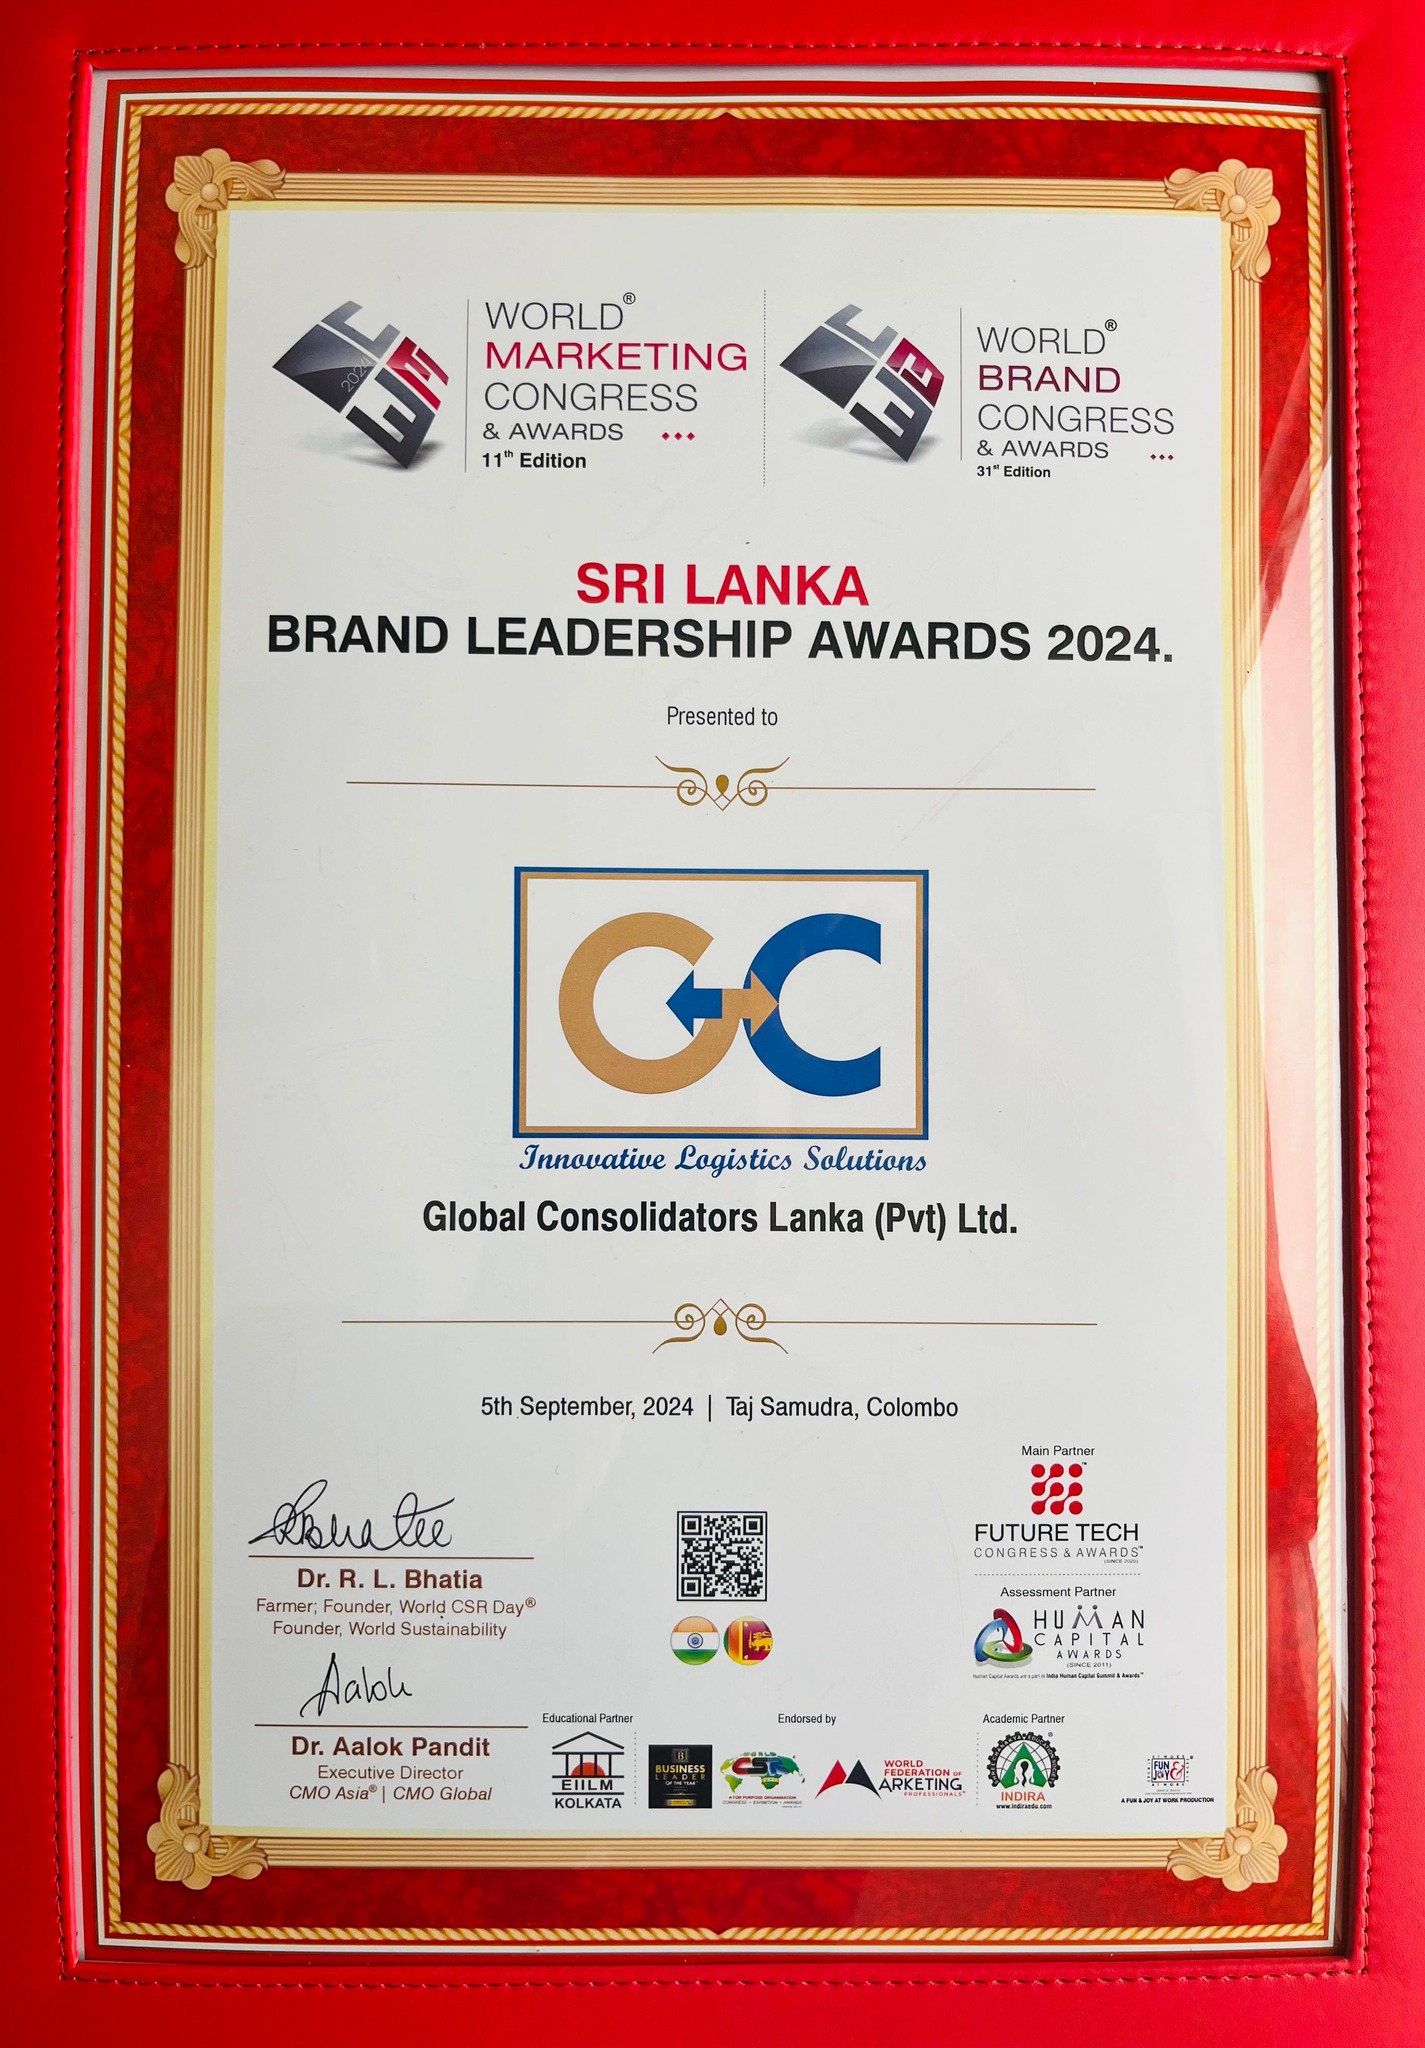 WORLD®
MARKETING
CONGRESS
& AWARDS
11th Edition
2024
WORLD®
BRAND
CONGRESS
& AWARDS
31st Edition
SRI LANKA
BRAND LEADERSHIP AWARDS 2024.
Presented to
GC
Innovative Logistics Solutions
Global Consolidators Lanka (Pvt) Ltd.
5th September, 2024 | Taj Samudra, Colombo
Dr. R. L. Bhatia
Farmer; Founder, World CSR Day®
Founder, World Sustainability
Aalok
Dr. Aalok Pandit
Executive Director
CMO Asia® | CMO Global
Main Partner
FUTURE TECH
CONGRESS & AWARDS™
Assessment Partner
HUMAN
CAPITAL
AWARDS
(SINCE 2011)
Human Capital Awards are a part of India Human Capital Summit & Awards™
Educational Partner
EIILM
KOLKATA
Endorsed by
B
BUSINESS
LEADER
OF THE YEAR
WORLD
CSR
A FOR PURPOSE ORGANISATION
CONGRESS • EXPOSITION • AWARDS
WORLD
FEDERATION OF
MARKETING
PROFESSIONALS®
Academic Partner
INDIRA
www.indiraedu.com
FUN &
JOY
A FUN & JOY AT WORK PRODUCTION